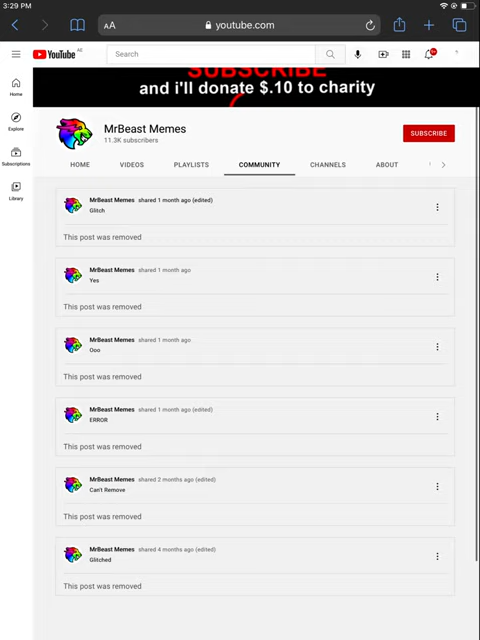 3:29 PM
AA
youtube.com
YouTube
Search
9+
SUBSCRIBE
and i'll donate $.10 to charity
Home
Explore
Subscriptions
Library
MrBeast Memes
11.3K subscribers
SUBSCRIBE
HOME VIDEOS PLAYLISTS COMMUNITY CHANNELS ABOUT
MrBeast Memes shared 1 month ago (edited)
Glitch
This post was removed
MrBeast Memes shared 1 month ago
Yes
This post was removed
MrBeast Memes shared 1 month ago
Ooo
This post was removed
MrBeast Memes shared 1 month ago (edited)
ERROR
This post was removed
MrBeast Memes shared 2 months ago (edited)
Can't Remove
This post was removed
MrBeast Memes shared 4 months ago (edited)
Glitched
This post was removed